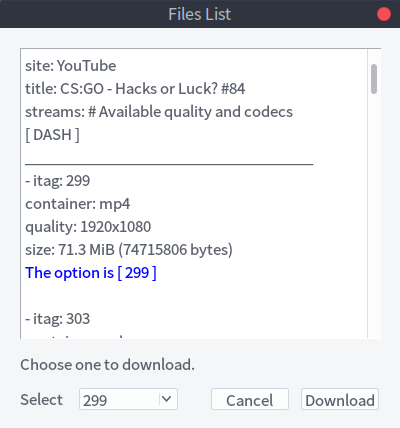 Files List
site: YouTube
title: CS:GO - Hacks or Luck? #84
streams: # Available quality and codecs
[ DASH ]
- itag: 299
container: mp4
quality: 1920x1080
size: 71.3 MiB (74715806 bytes)
The option is [ 299 ]
- itag: 303
Choose one to download.
Select 299 Cancel Download